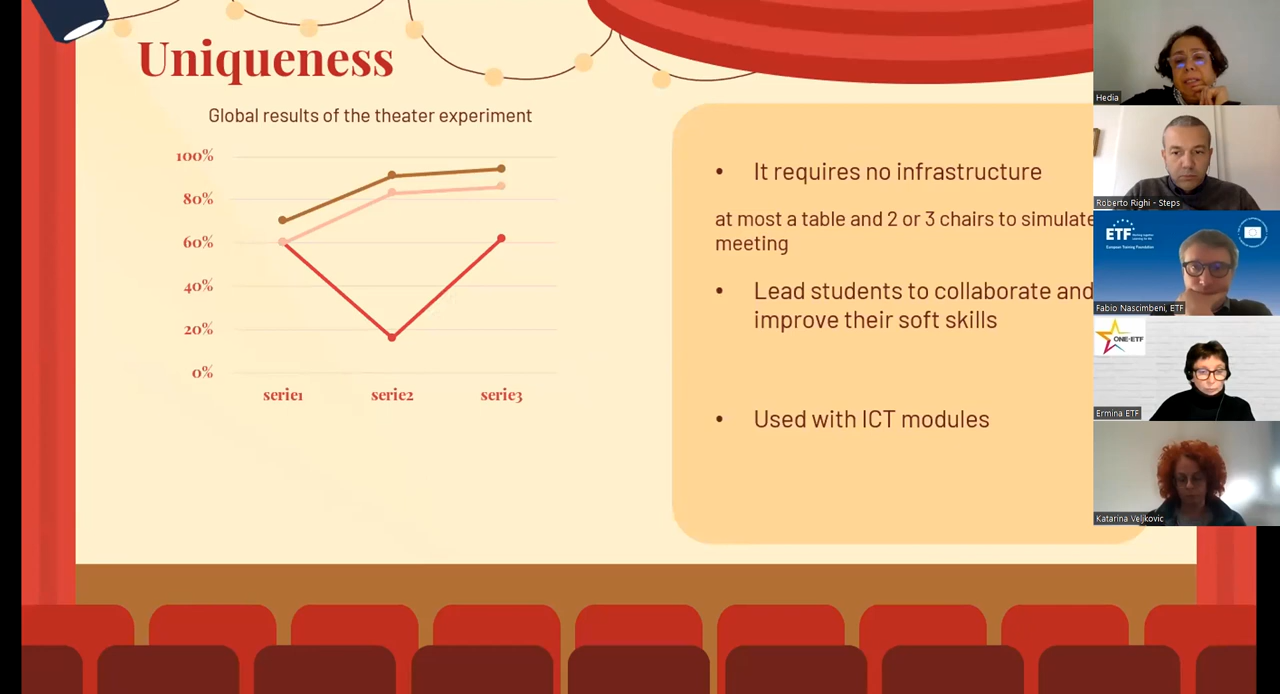 Uniqueness
Global results of the theater experiment
100%
80%
60%
40%
20%
0%
serie1
serie2
serie3
• It requires no infrastructure
at most a table and 2 or 3 chairs to simulate
meeting
• Lead students to collaborate and
improve their soft skills
• Used with ICT modules
Hedia
Roberto Righi - Steps
ETF
Fabio Nascimbeni, ETF
ONE-ETF
Ermina ETF
Katarina Veljkovic